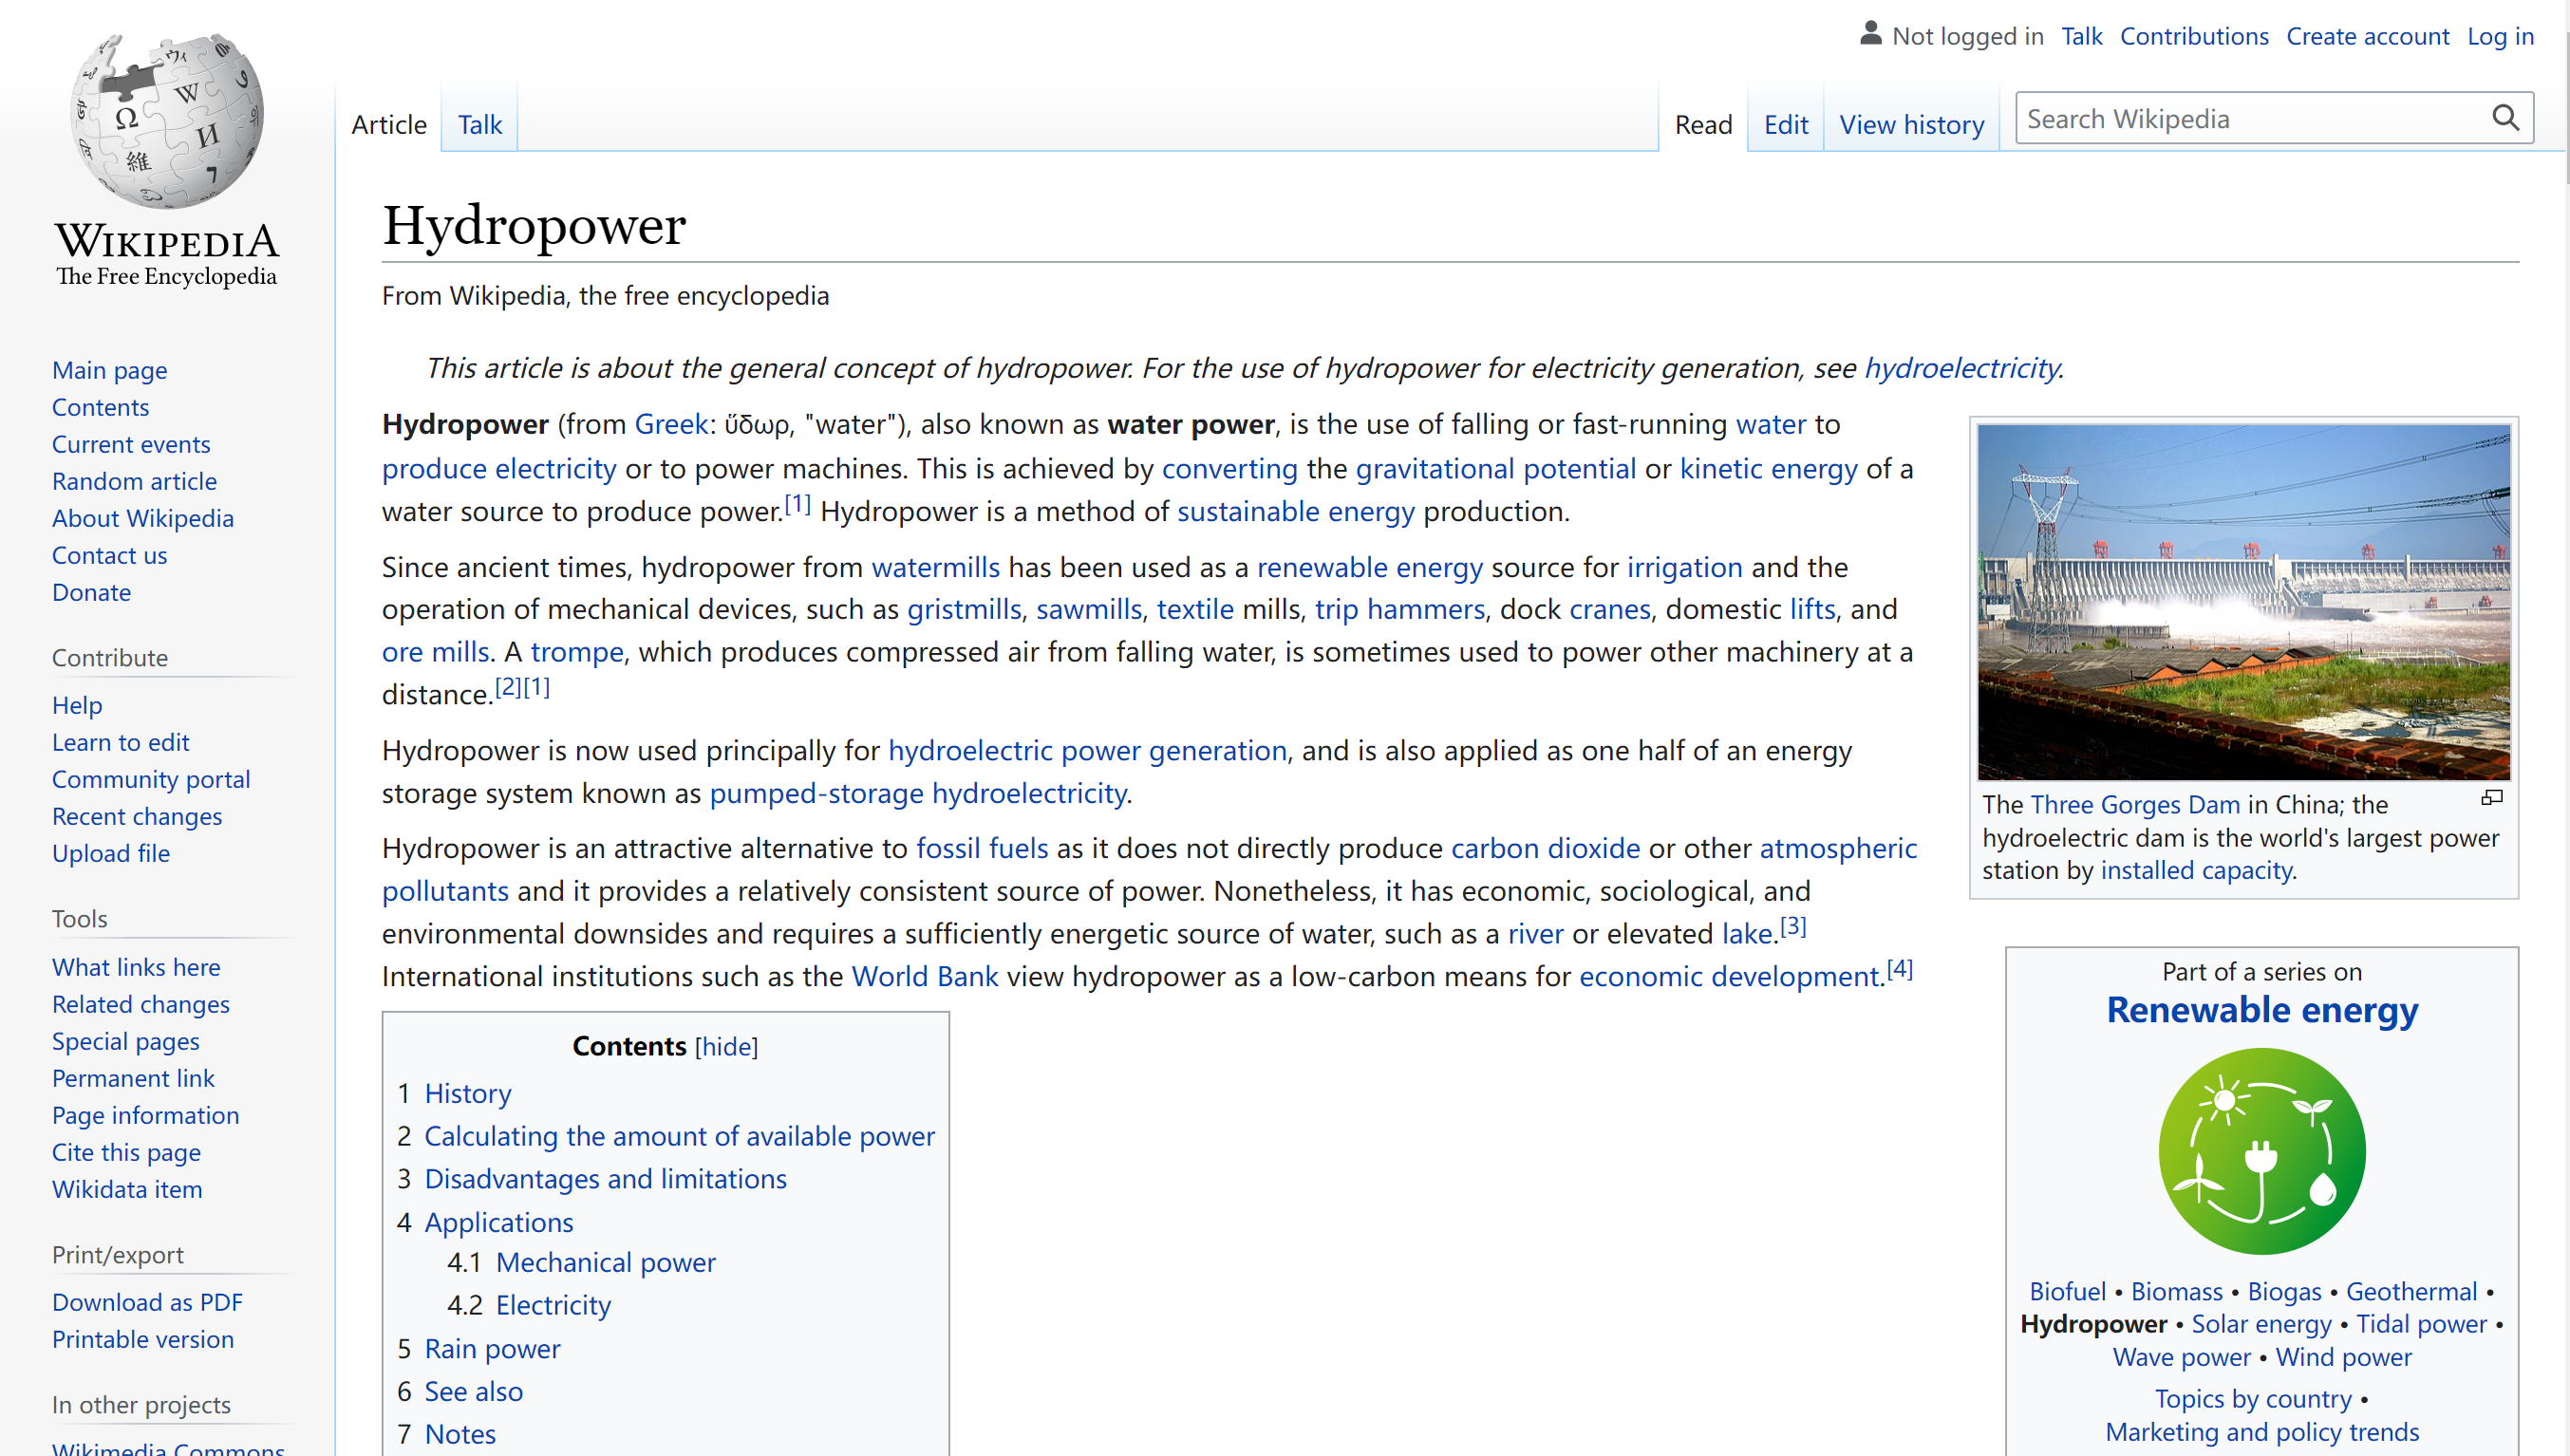 Not logged in Talk Contributions Create account Log in
Article Talk Read Edit View history Search Wikipedia
Ω W И 維 ウィ
WIKIPEDIA
The Free Encyclopedia
Main page
Contents
Current events
Random article
About Wikipedia
Contact us
Donate
Contribute
Help
Learn to edit
Community portal
Recent changes
Upload file
Tools
What links here
Related changes
Special pages
Permanent link
Page information
Cite this page
Wikidata item
Print/export
Download as PDF
Printable version
In other projects
Wikimedia Commons
Hydropower
From Wikipedia, the free encyclopedia
This article is about the general concept of hydropower. For the use of hydropower for electricity generation, see hydroelectricity.
Hydropower (from Greek: ὕδωρ, "water"), also known as water power, is the use of falling or fast-running water to
produce electricity or to power machines. This is achieved by converting the gravitational potential or kinetic energy of a
water source to produce power.[1] Hydropower is a method of sustainable energy production.
Since ancient times, hydropower from watermills has been used as a renewable energy source for irrigation and the
operation of mechanical devices, such as gristmills, sawmills, textile mills, trip hammers, dock cranes, domestic lifts, and
ore mills. A trompe, which produces compressed air from falling water, is sometimes used to power other machinery at a
distance.[2][1]
Hydropower is now used principally for hydroelectric power generation, and is also applied as one half of an energy
storage system known as pumped-storage hydroelectricity.
Hydropower is an attractive alternative to fossil fuels as it does not directly produce carbon dioxide or other atmospheric
pollutants and it provides a relatively consistent source of power. Nonetheless, it has economic, sociological, and
environmental downsides and requires a sufficiently energetic source of water, such as a river or elevated lake.[3]
International institutions such as the World Bank view hydropower as a low-carbon means for economic development.[4]
Contents [hide]
1 History
2 Calculating the amount of available power
3 Disadvantages and limitations
4 Applications
4.1 Mechanical power
4.2 Electricity
5 Rain power
6 See also
7 Notes
The Three Gorges Dam in China; the
hydroelectric dam is the world's largest power
station by installed capacity.
Part of a series on
Renewable energy
Biofuel • Biomass • Biogas • Geothermal •
Hydropower • Solar energy • Tidal power •
Wave power • Wind power
Topics by country •
Marketing and policy trends